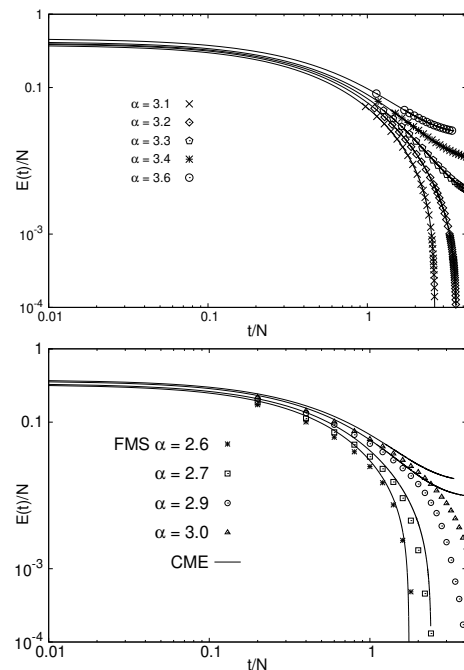 1
0.1
E(t)/N
10-3
10-4
0.01
0.1
1
t/N
α = 3.1
α = 3.2
α = 3.3
α = 3.4
α = 3.6
1
0.1
E(t)/N
10-3
10-4
0.01
0.1
1
t/N
FMS α = 2.6
α = 2.7
α = 2.9
α = 3.0
CME